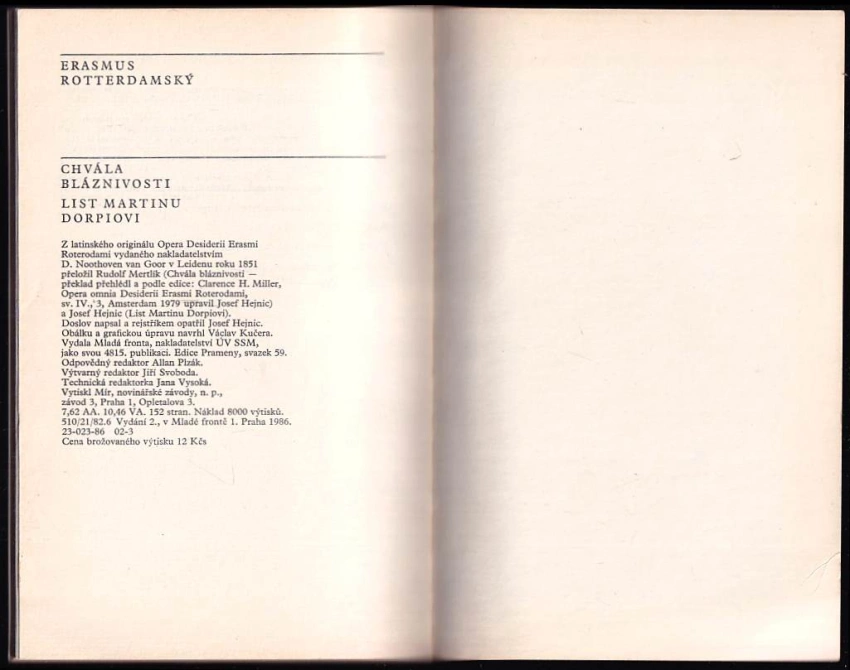 ERASMUS
ROTTERDAMSKÝ
CHVÁLA
BLÁZNIVOSTI
LIST MARTINU
DORPIOVI
Z latinského originálu Opera Desiderii Erasmi
Roterodami vydaného nakladatelstvím
D. Noothoven van Goor v Leidenu roku 1851
přeložil Rudolf Mertlík (Chvála bláznivosti —
překlad přehlédl a podle edice: Clarence H. Miller,
Opera omnia Desiderii Erasmi Roterodami,
sv. IV., 3, Amsterdam 1979 upravil Josef Hejnic)
a Josef Hejnic (List Martinu Dorpiovi).
Doslov napsal a rejstříkem opatřil Josef Hejnic.
Obálku a grafickou úpravu navrhl Václav Kučera.
Vydala Mladá fronta, nakladatelství ÚV SSM,
jako svou 4815. publikaci. Edice Prameny, svazek 59.
Odpovědný redaktor Allan Plzák.
Výtvarný redaktor Jiří Svoboda.
Technická redaktorka Jana Vysoká.
Vytiskl Mír, novinářské závody, n. p.,
závod 3, Praha 1, Opletalova 3.
7,62 AA. 10,46 VA. 152 stran. Náklad 8000 výtisků.
510/21/82.6 Vydání 2., v Mladé frontě 1. Praha 1986.
23-023-86 02-3
Cena brožovaného výtisku 12 Kčs